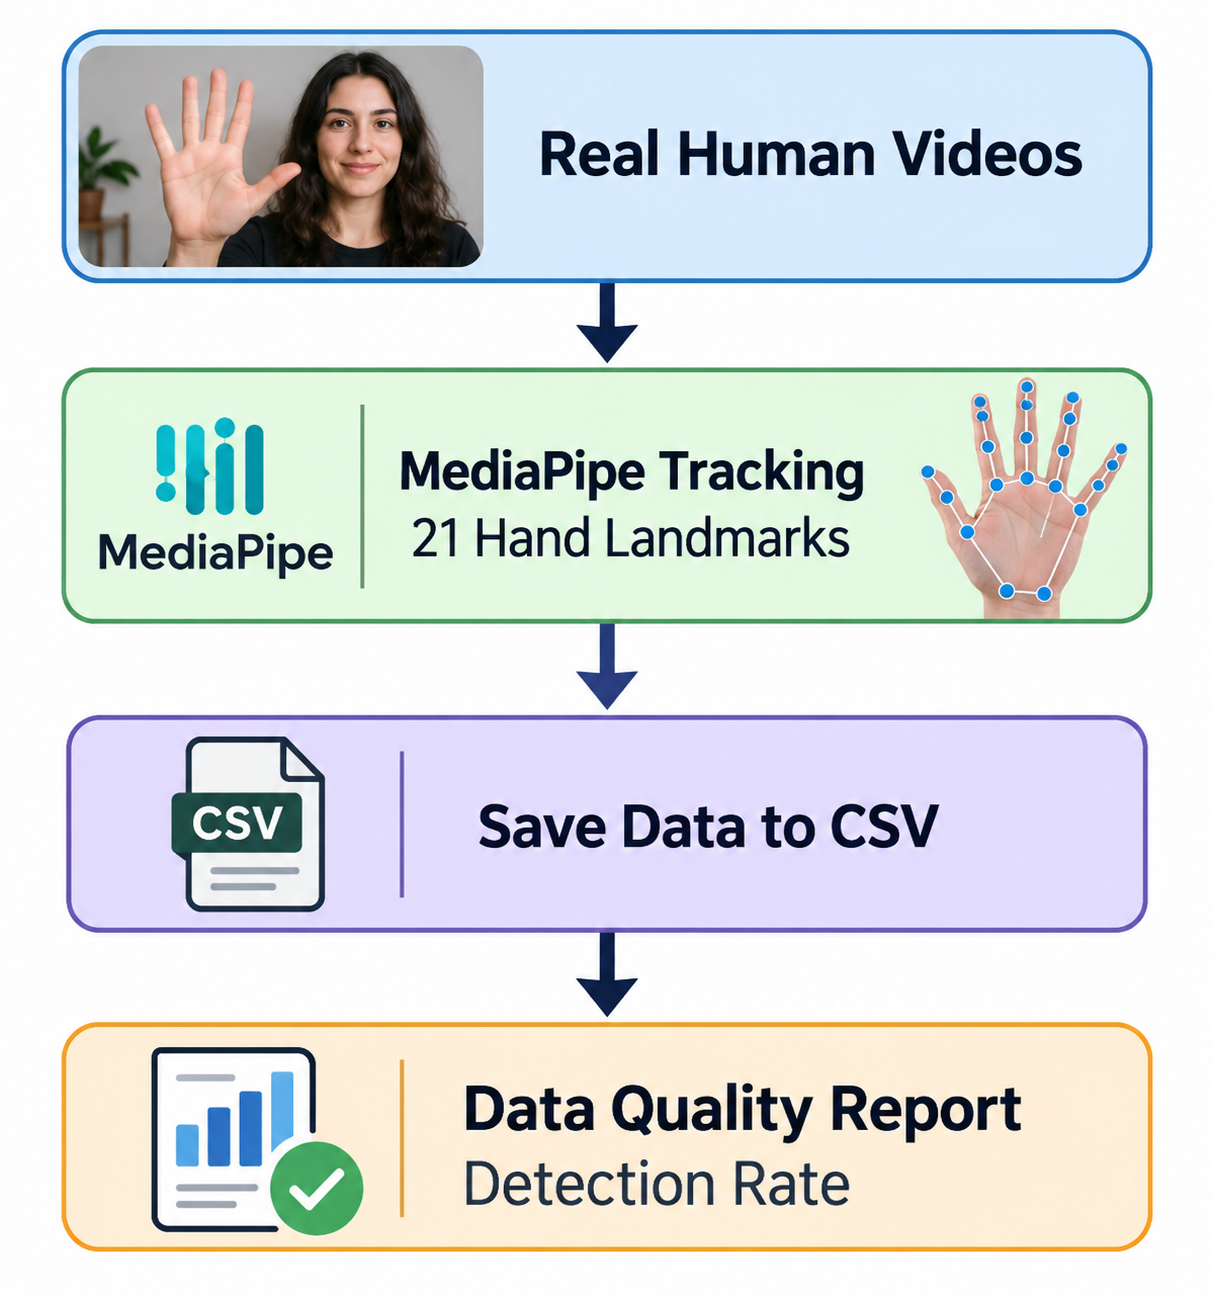 Real Human Videos
MediaPipe
MediaPipe Tracking
21 Hand Landmarks
CSV
Save Data to CSV
Data Quality Report
Detection Rate